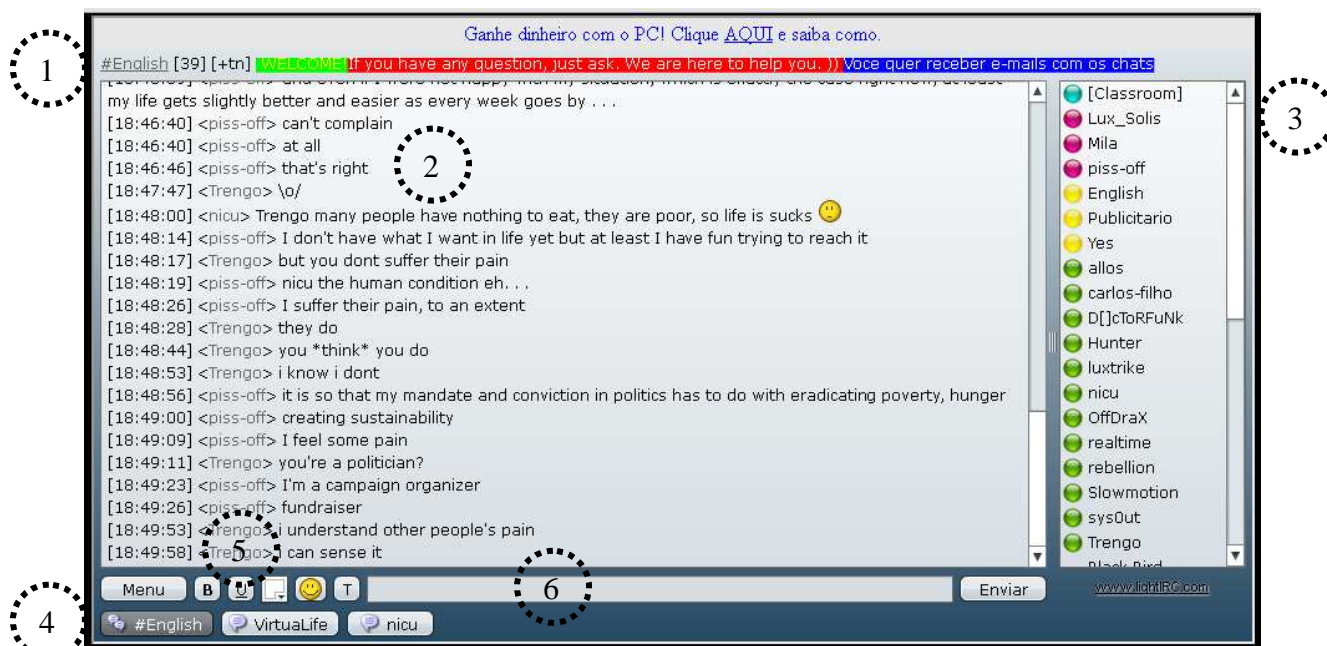 Ganhe dinheiro com o PC! Clique AQUI e saiba como.
1
#English [39] [+tn] WELCOME! If you have any question, just ask. We are here to help you. )) Voce quer receber e-mails com os chats
my life gets slightly better and easier as every week goes by . . .
[18:46:40] <piss-off> can't complain
[18:46:40] <piss-off> at all
[18:46:46] <piss-off> that's right
2
[18:47:47] <Trengo> \o/
[18:48:00] <nicu> Trengo many people have nothing to eat, they are poor, so life is sucks
[18:48:14] <piss-off> I don't have what I want in life yet but at least I have fun trying to reach it
[18:48:17] <Trengo> but you dont suffer their pain
[18:48:19] <piss-off> nicu the human condition eh. . .
[18:48:26] <piss-off> I suffer their pain, to an extent
[18:48:28] <Trengo> they do
[18:48:44] <Trengo> you *think* you do
[18:48:53] <Trengo> i know i dont
[18:48:56] <piss-off> it is so that my mandate and conviction in politics has to do with eradicating poverty, hunger
[18:49:00] <piss-off> creating sustainability
[18:49:09] <piss-off> I feel some pain
[18:49:11] <Trengo> you're a politician?
[18:49:23] <piss-off> I'm a campaign organizer
[18:49:26] <piss-off> fundraiser
[18:49:53] <Trengo> i understand other people's pain
[18:49:58] <Trengo> i can sense it
[Classroom]
Lux_Solis
Mila
piss-off
English
Publicitario
Yes
allos
carlos-filho
D[]cToRFuNk
Hunter
luxtrike
nicu
OffDraX
realtime
rebellion
Slowmotion
sys0ut
Trengo
Black Bird
3
5
6
Menu B U T Enviar www.lightIRC.com
4
#English VirtuaLife nicu